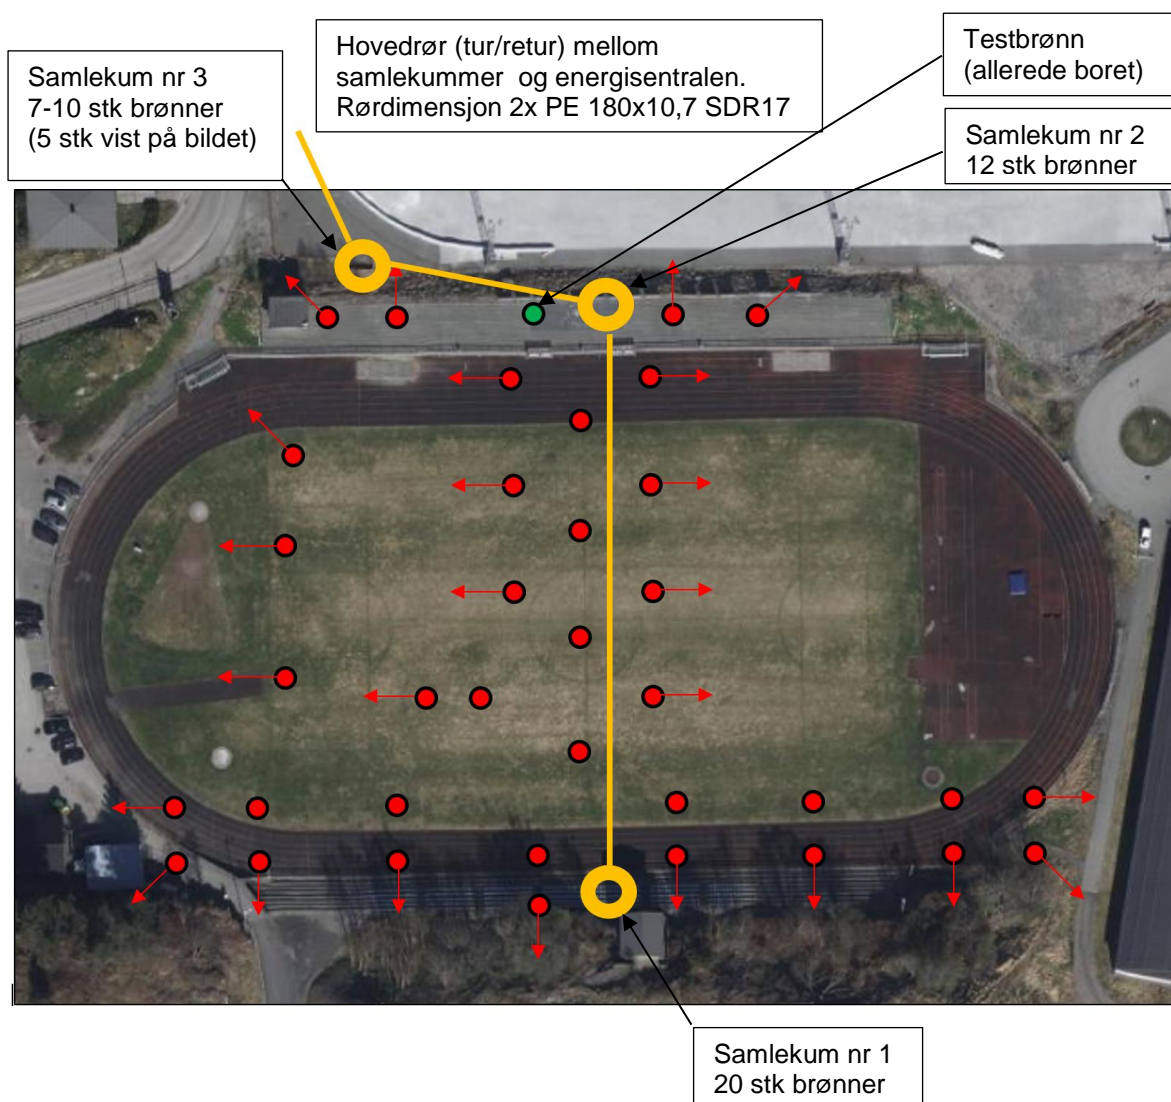 Samlekum nr 3
7-10 stk brønner
(5 stk vist på bildet)
Hovedrør (tur/retur) mellom
samlekummer og energisentralen.
Rørdimensjon 2x PE 180x10,7 SDR17
Testbrønn
(allerede boret)
Samlekum nr 2
12 stk brønner
Samlekum nr 1
20 stk brønner